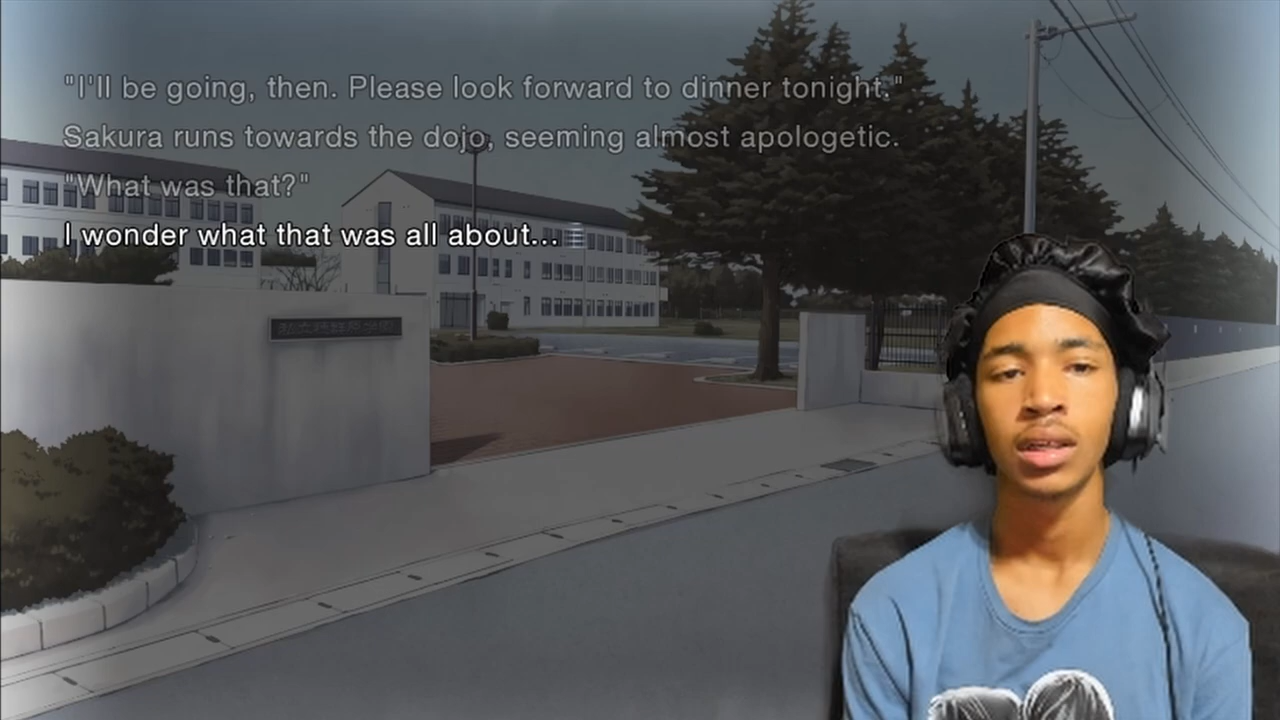 "I'll be going, then. Please look forward to dinner tonight."
Sakura runs towards the dojo, seeming almost apologetic.
"What was that?"
I wonder what that was all about...